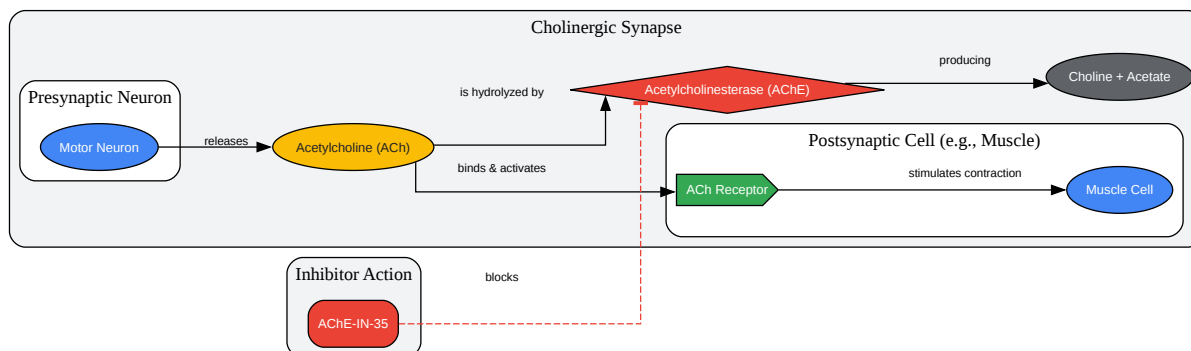 Cholinergic Synapse
producing
Choline + Acetate
Acetylcholinesterase (AChE)
is hydrolyzed by
Presynaptic Neuron
Motor Neuron
releases
Acetylcholine (ACh)
binds & activates
Postsynaptic Cell (e.g., Muscle)
ACh Receptor
stimulates contraction
Muscle Cell
Inhibitor Action
blocks
AChE-IN-35